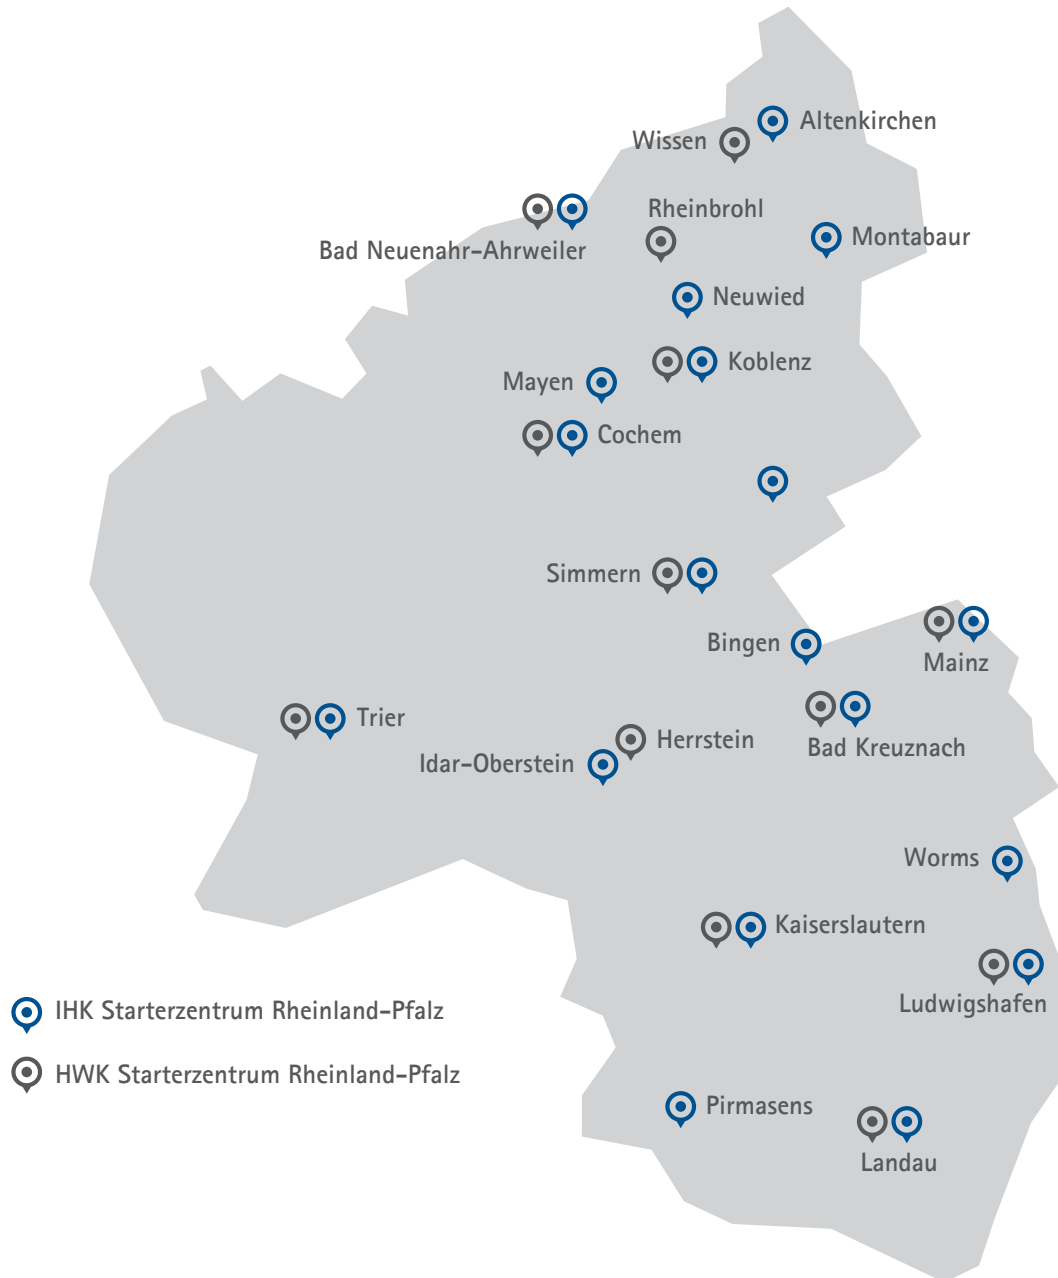 Altenkirchen
Wissen
Rheinbrohl
Montabaur
Bad Neuenahr-Ahrweiler
Neuwied
Koblenz
Mayen
Cochem
Simmern
Bingen
Mainz
Trier
Herrstein
Bad Kreuznach
Idar-Oberstein
Worms
Kaiserslautern
Ludwigshafen
IHK Starterzentrum Rheinland-Pfalz
HWK Starterzentrum Rheinland-Pfalz
Pirmasens
Landau